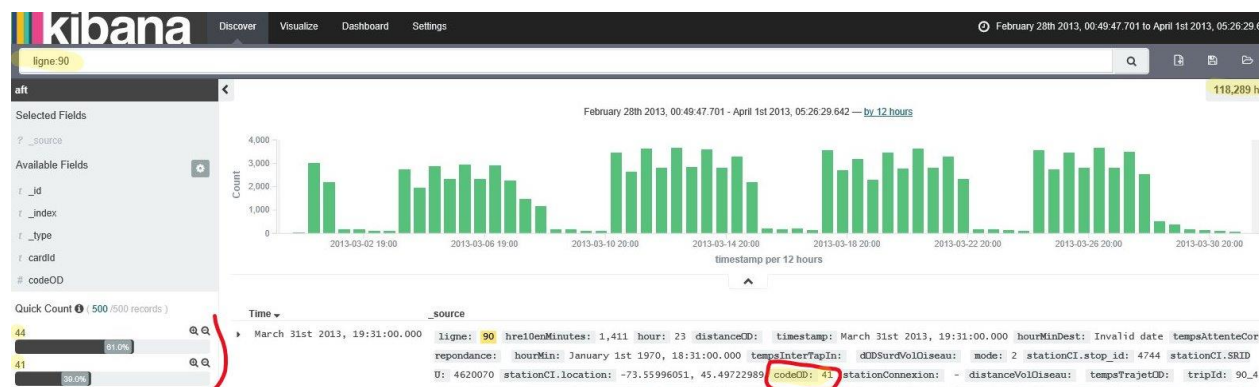 kibana Discover Visualize Dashboard Settings February 28th 2013, 00:49:47.701 to April 1st 2013, 05:26:29.6
ligne:90
aft
118,289 h
Selected Fields
? _source
Available Fields
t _id
t _index
t _type
t cardId
# codeOD
Quick Count ( 500 /500 records )
44
61.0%
41
39.0%
February 28th 2013, 00:49:47.701 - April 1st 2013, 05:26:29.642 — by 12 hours
4,000
3,000
2,000
1,000
0
Count
2013-03-02 19:00 2013-03-06 19:00 2013-03-10 20:00 2013-03-14 20:00 2013-03-18 20:00 2013-03-22 20:00 2013-03-26 20:00 2013-03-30 20:00
timestamp per 12 hours
Time _source
March 31st 2013, 19:31:00.000 ligne: 90 hre10enMinutes: 1,411 hour: 23 distanceOD: timestamp: March 31st 2013, 19:31:00.000 hourMinDest: Invalid date tempsAttenteCor
repondance: hourMin: January 1st 1970, 18:31:00.000 tempsInterTapIn: dODSurdVolOiseau: mode: 2 stationCI.stop_id: 4744 stationCI.SRID
U: 4620070 stationCI.location: -73.55996051, 45.49722989 codeOD: 41 stationConnexion: - distanceVolOiseau: tempsTrajetOD: tripId: 90_4